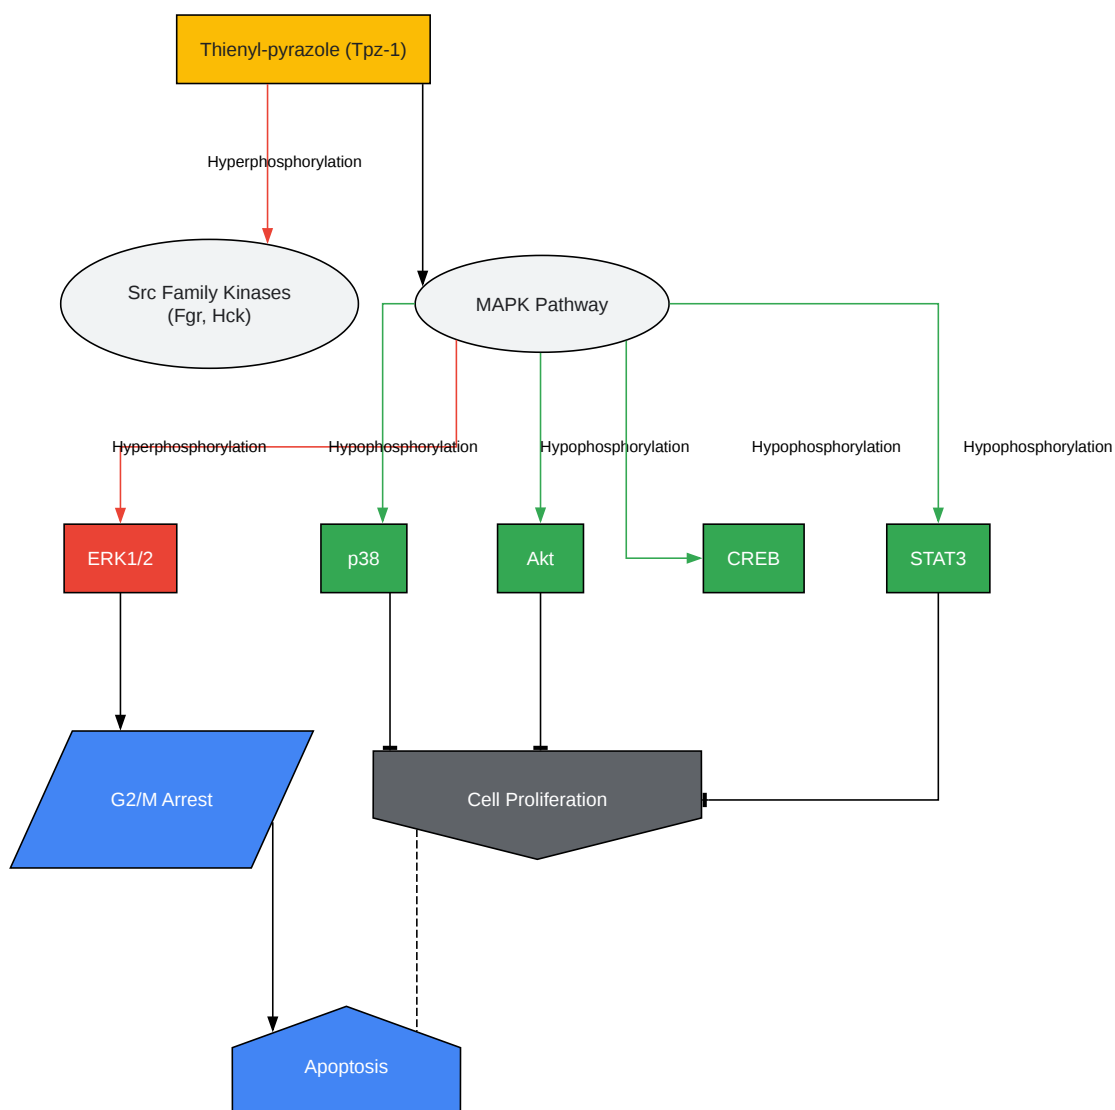 Thienyl-pyrazole (Tpz-1)
Hyperphosphorylation
Src Family Kinases
(Fgr, Hck)
MAPK Pathway
Hyperphosphorylation
Hypophosphorylation
Hypophosphorylation
Hypophosphorylation
Hypophosphorylation
ERK1/2
p38
Akt
CREB
STAT3
G2/M Arrest
Cell Proliferation
Apoptosis